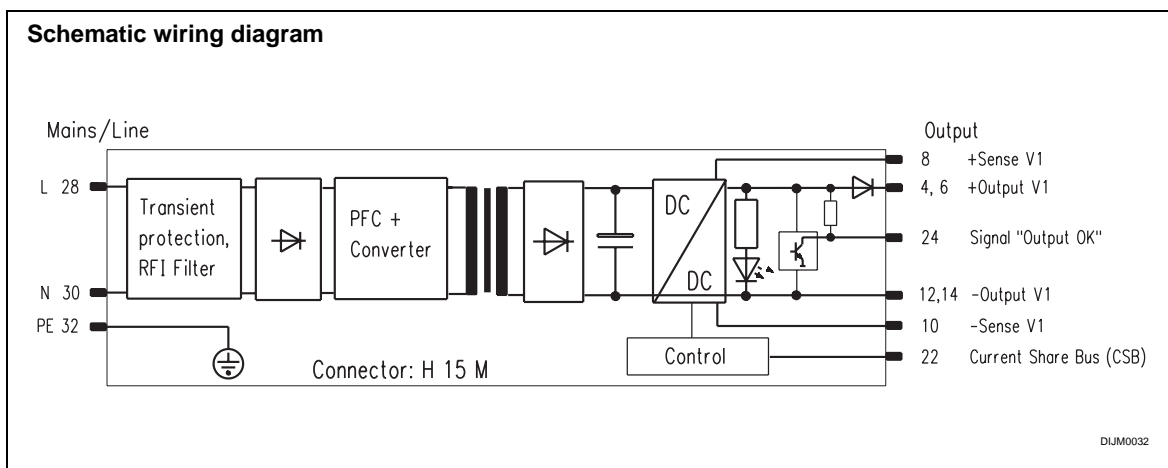 Schematic wiring diagram
Mains/Line
Output
8 +Sense V1
L 28
4, 6 +Output V1
Transient
protection,
RFI Filter
PFC +
Converter
DC
DC
24 Signal "Output OK"
N 30
12,14 -Output V1
PE 32
10 -Sense V1
Control
22 Current Share Bus (CSB)
Connector: H 15 M
DIJM0032